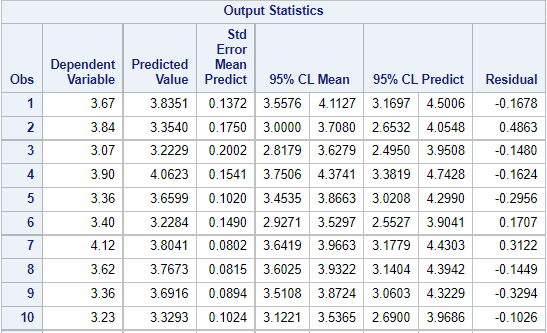 Output Statistics
Obs Dependent Variable Predicted Value Std Error Mean Predict 95% CL Mean 95% CL Predict Residual
1 3.67 3.8351 0.1372 3.5576 4.1127 3.1697 4.5006 -0.1678
2 3.84 3.3540 0.1750 3.0000 3.7080 2.6532 4.0548 0.4863
3 3.07 3.2229 0.2002 2.8179 3.6279 2.4950 3.9508 -0.1480
4 3.90 4.0623 0.1541 3.7506 4.3741 3.3819 4.7428 -0.1624
5 3.36 3.6599 0.1020 3.4535 3.8663 3.0208 4.2990 -0.2956
6 3.40 3.2284 0.1490 2.9271 3.5297 2.5527 3.9041 0.1707
7 4.12 3.8041 0.0802 3.6419 3.9663 3.1779 4.4303 0.3122
8 3.62 3.7673 0.0815 3.6025 3.9322 3.1404 4.3942 -0.1449
9 3.36 3.6916 0.0894 3.5108 3.8724 3.0603 4.3229 -0.3294
10 3.23 3.3293 0.1024 3.1221 3.5365 2.6900 3.9686 -0.1026